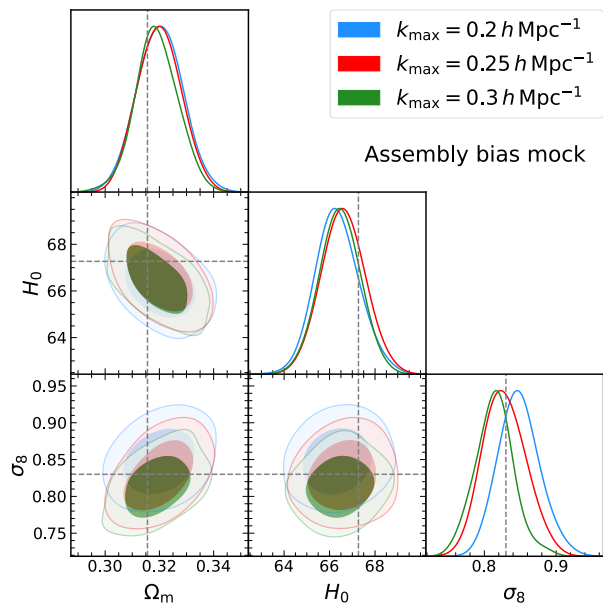 k_max = 0.2 h Mpc⁻¹
k_max = 0.25 h Mpc⁻¹
k_max = 0.3 h Mpc⁻¹
Assembly bias mock
H₀
68
66
64
σ₈
0.95
0.90
0.85
0.80
0.75
0.30 0.32 0.34
Ωₘ
64 66 68
H₀
0.8 0.9
σ₈